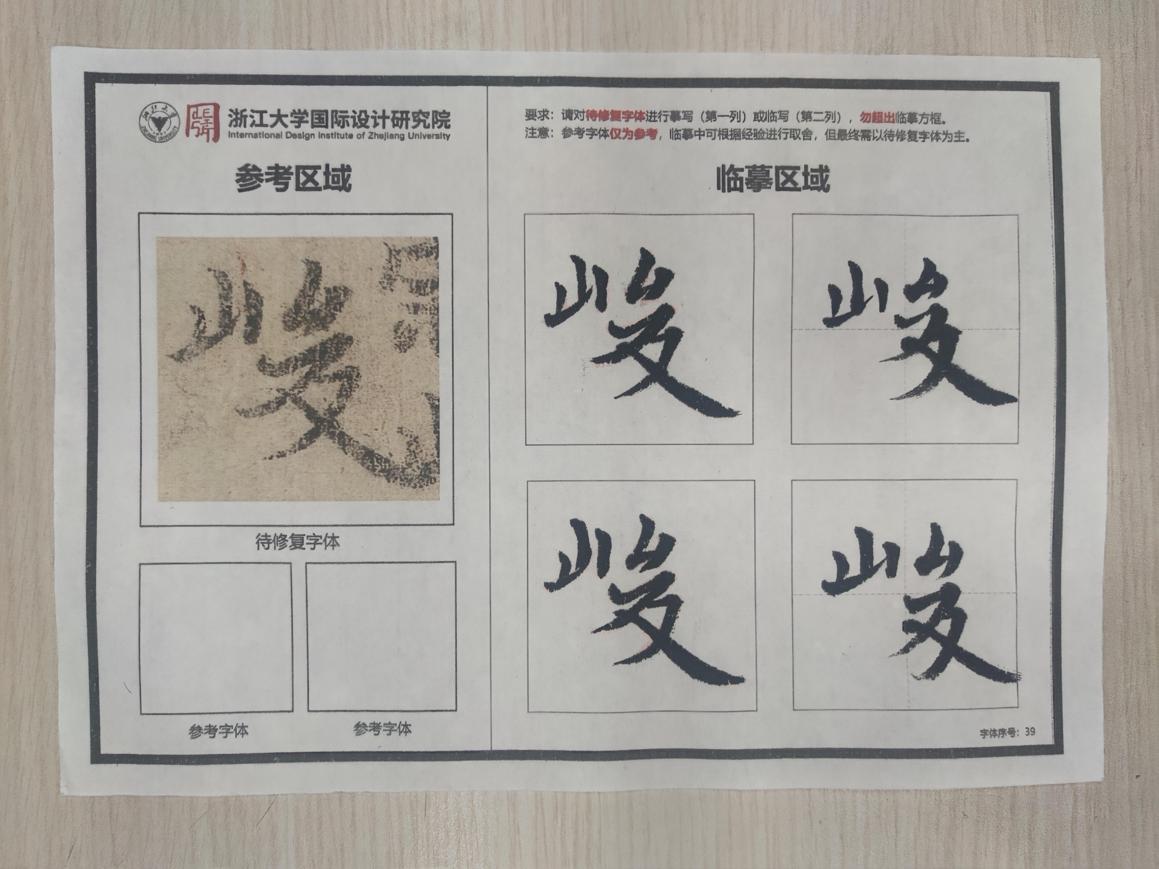 浙江大学国际设计研究院
International Design Institute of Zhejiang University
参考区域
待修复字体
参考字体
参考字体
要求：请对待修复字体进行摹写（第一列）或临写（第二列），勿超出临摹方框。
注意：参考字体仅为参考，临摹中可根据经验进行取舍，但最终需以待修复字体为主。
临摹区域
峻 峻
峻 峻
字体序号：39